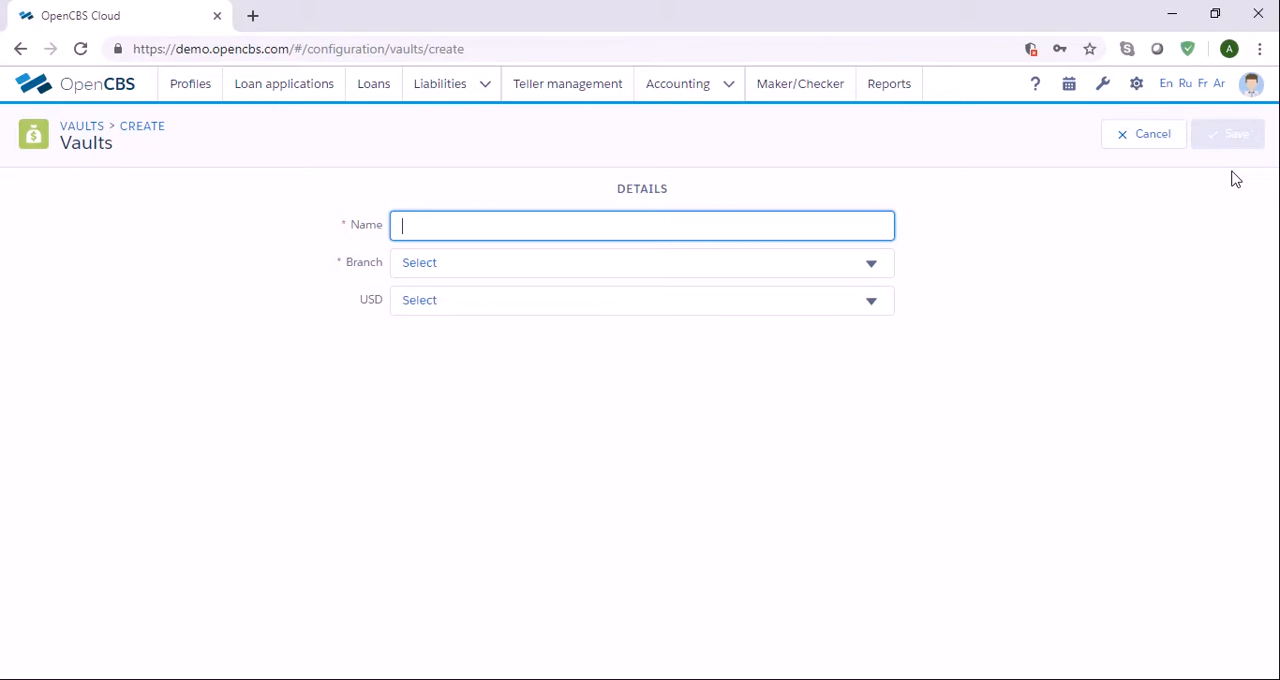 OpenCBS Cloud
https://demo.opencbs.com/#/configuration/vaults/create
A
OpenCBS Profiles Loan applications Loans Liabilities Teller management Accounting Maker/Checker Reports ? En Ru Fr Ar
VAULTS > CREATE
Vaults
Cancel Save
DETAILS
* Name
* Branch Select
USD Select